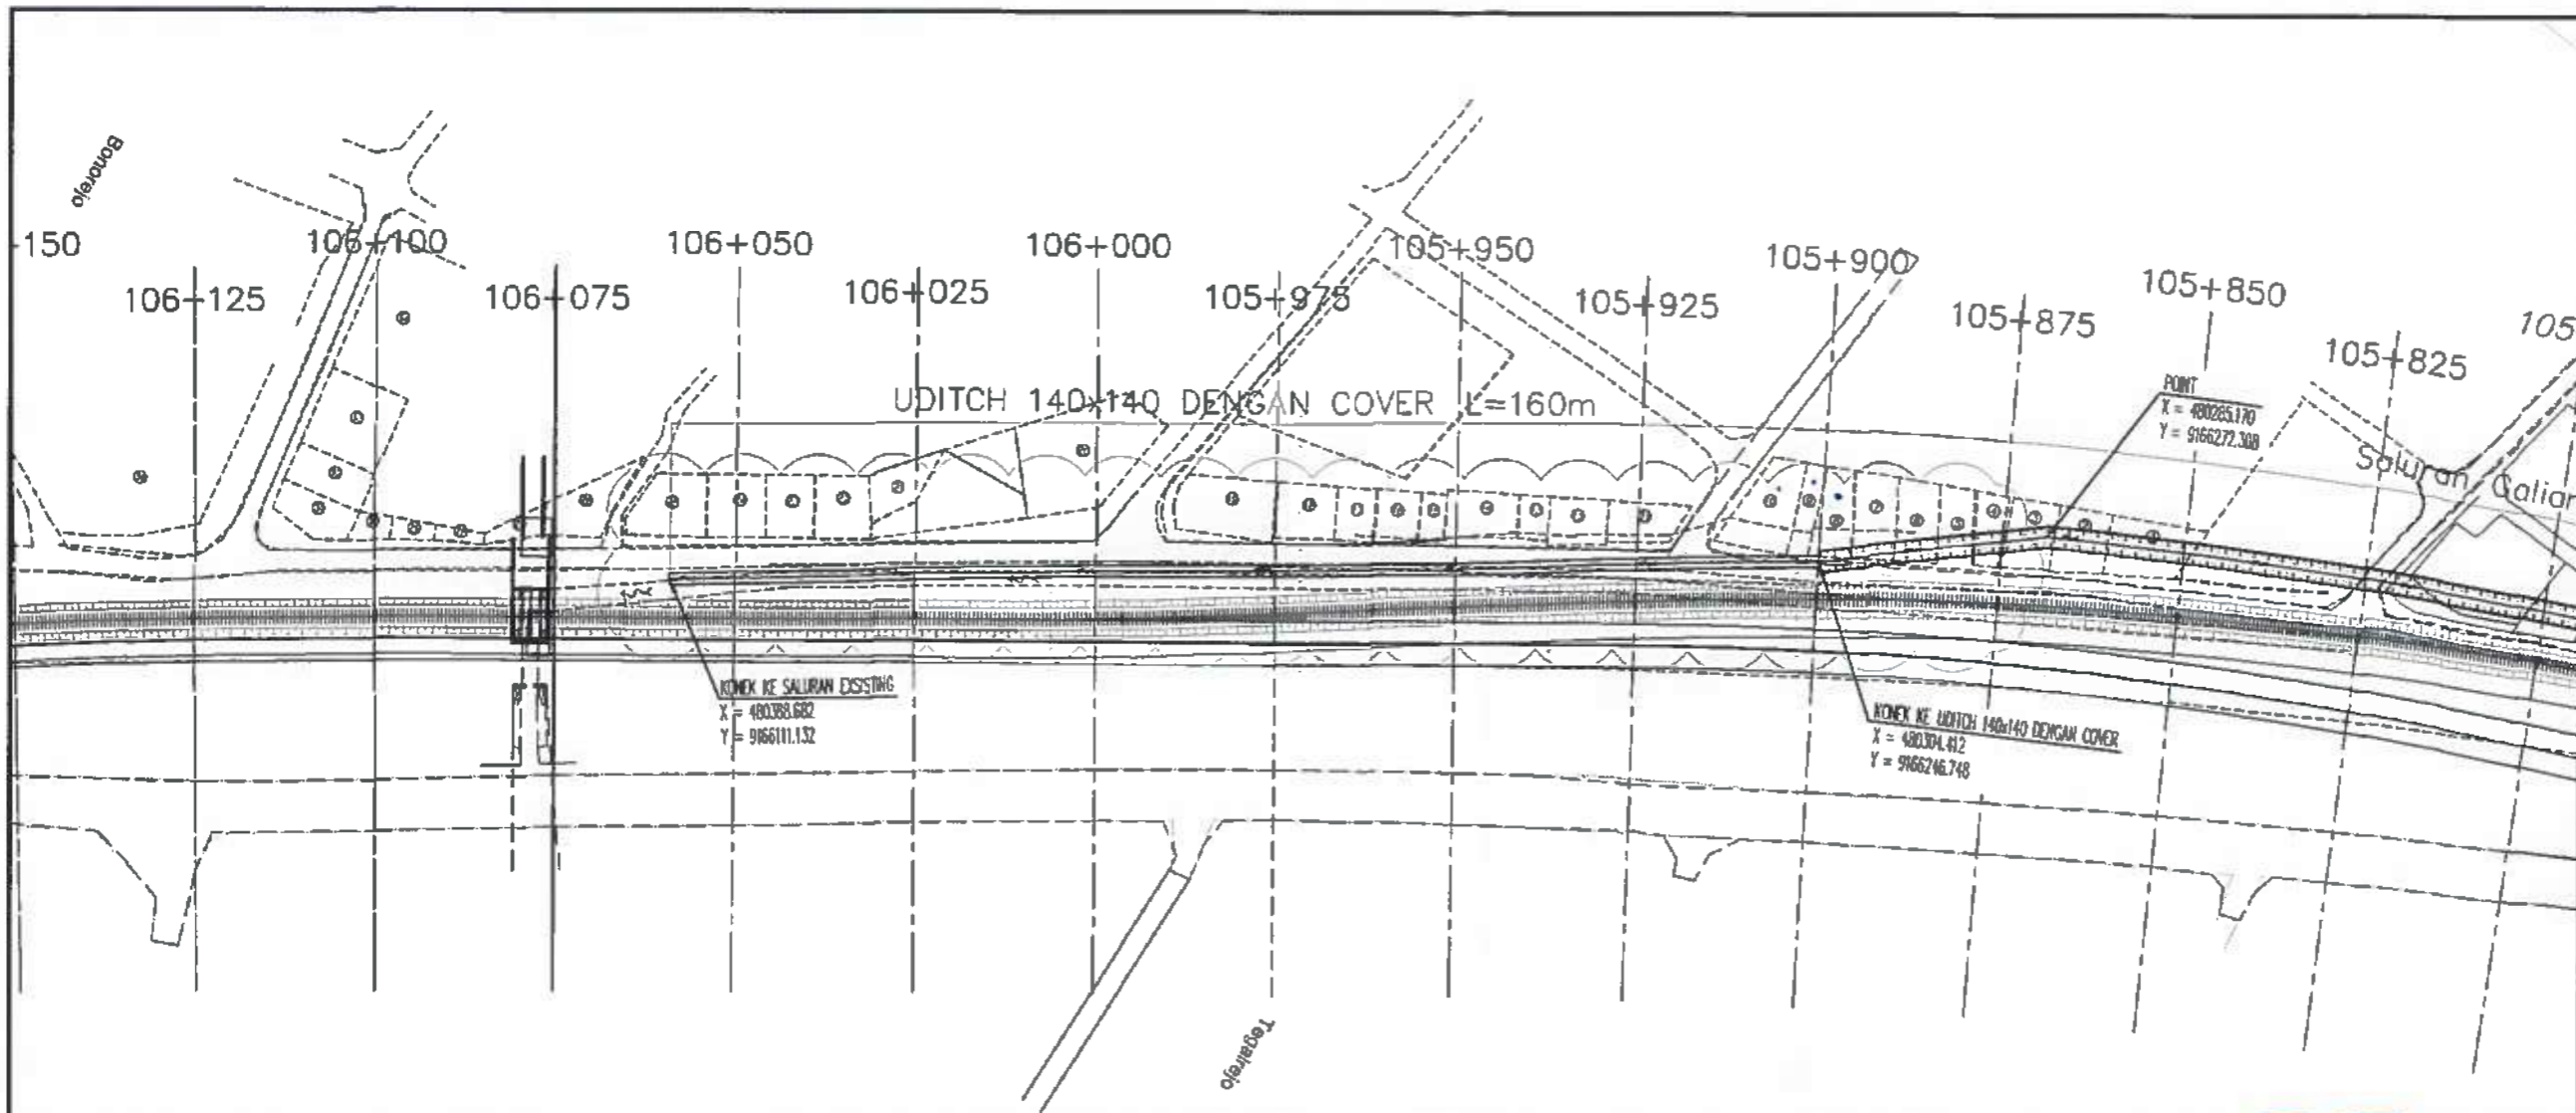 Bonorejo
150
106+125
106+100
106+075
106+050
106+025
106+000
105+975
105+950
105+925
105+900
105+875
105+850
105+825
105
UDITCH 140x140 DENGAN COVER L=160m
POINT
X = 480285.170
Y = 9166272.308
Saluran Galian
KONEK KE SALURAN EXSISTING
X = 480388.682
Y = 9166111.132
KONEK KE UDITCH 140x140 DENGAN COVER
X = 480304.412
Y = 9166246.748
Tegalrejo